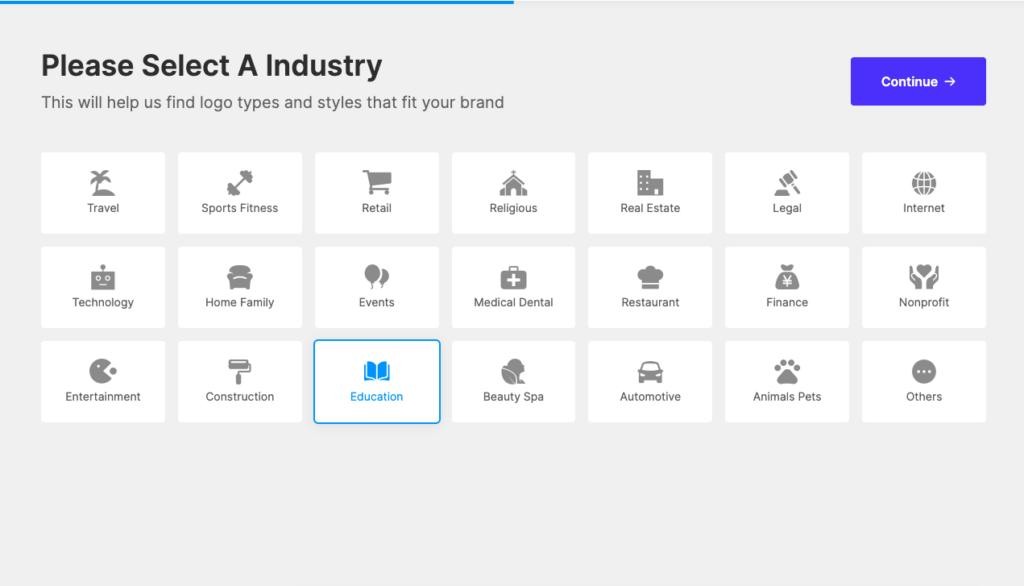 Please Select A Industry
This will help us find logo types and styles that fit your brand
Continue →
Travel
Sports Fitness
Retail
Religious
Real Estate
Legal
Internet
Technology
Home Family
Events
Medical Dental
Restaurant
Finance
Nonprofit
Entertainment
Construction
Education
Beauty Spa
Automotive
Animals Pets
Others